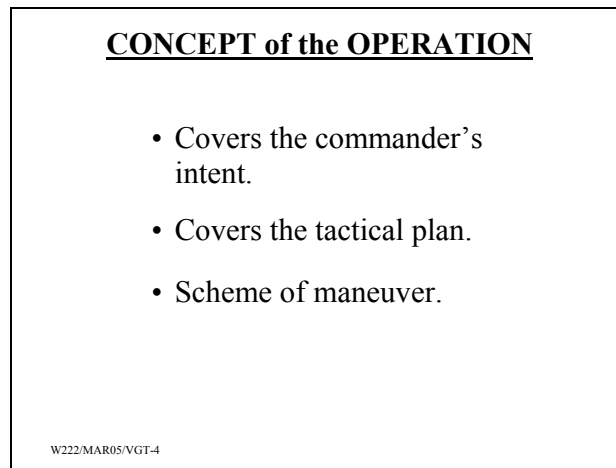 CONCEPT of the OPERATION
• Covers the commander’s
intent.
• Covers the tactical plan.
• Scheme of maneuver.
W222/MAR05/VGT-4